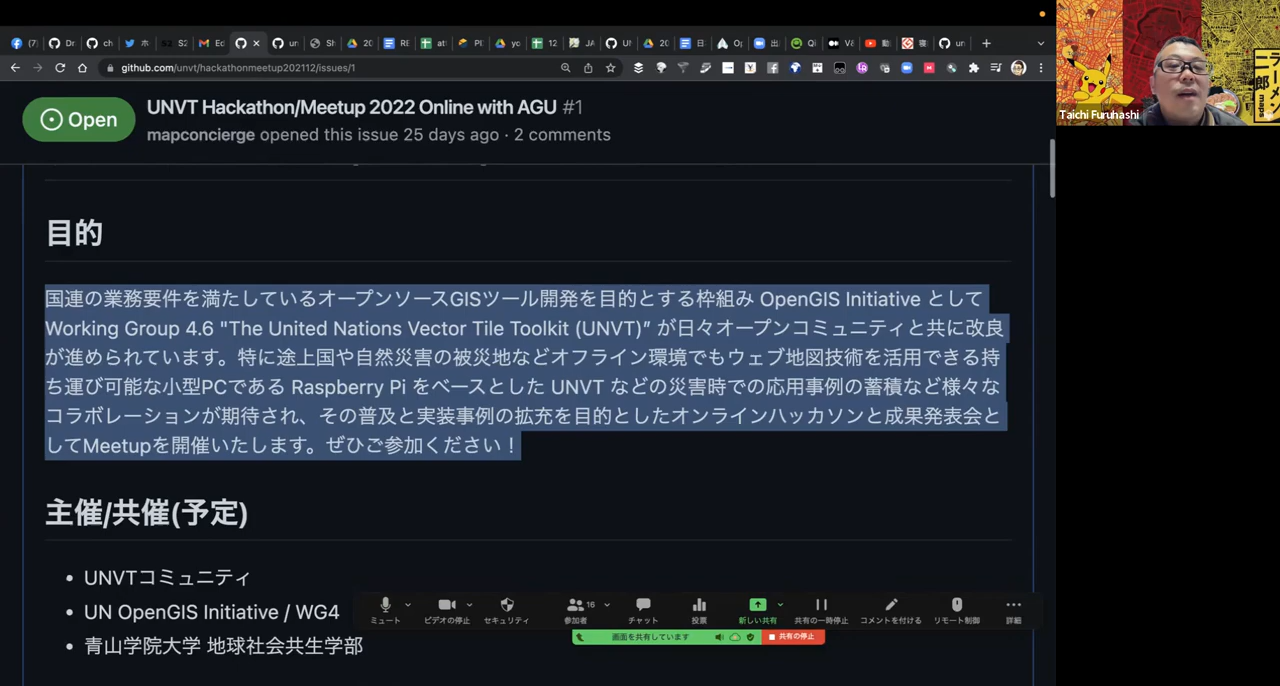 github.com/unvt/hackathonmeetup202112/issues/1
Open
UNVT Hackathon/Meetup 2022 Online with AGU #1
mapconcierge opened this issue 25 days ago · 2 comments
Taichi Furuhashi
目的
国連の業務要件を満たしているオープンソースGISツール開発を目的とする枠組み OpenGIS Initiative として
Working Group 4.6 "The United Nations Vector Tile Toolkit (UNVT)" が日々オープンコミュニティと共に改良
が進められています。特に途上国や自然災害の被災地などオフライン環境でもウェブ地図技術を活用できる持
ち運び可能な小型PCである Raspberry Pi をベースとした UNVT などの災害時での応用事例の蓄積など様々な
コラボレーションが期待され、その普及と実装事例の拡充を目的としたオンラインハッカソンと成果発表会と
してMeetupを開催いたします。ぜひご参加ください！
主催/共催(予定)
UNVTコミュニティ
UN OpenGIS Initiative / WG4
青山学院大学 地球社会共生学部
16
ミュート ビデオの停止 セキュリティ 参加者 チャット 投票 新しい共有 共有の一時停止 コメントを付ける リモート制御 詳細
画面を共有しています 共有の停止